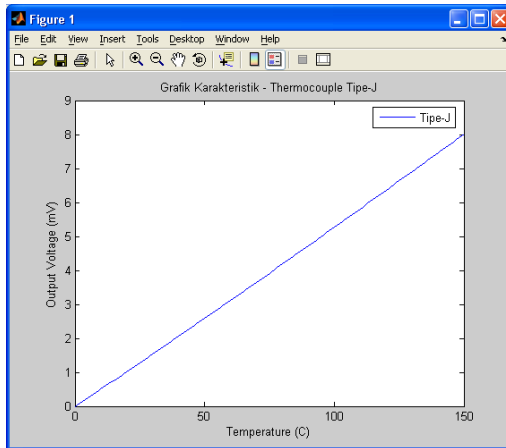 Figure 1
File Edit View Insert Tools Desktop Window Help
Grafik Karakteristik - Thermocouple Tipe-J
Tipe-J
9
8
7
6
5
4
3
2
1
0
Output Voltage (mV)
0 50 100 150
Temperature (C)